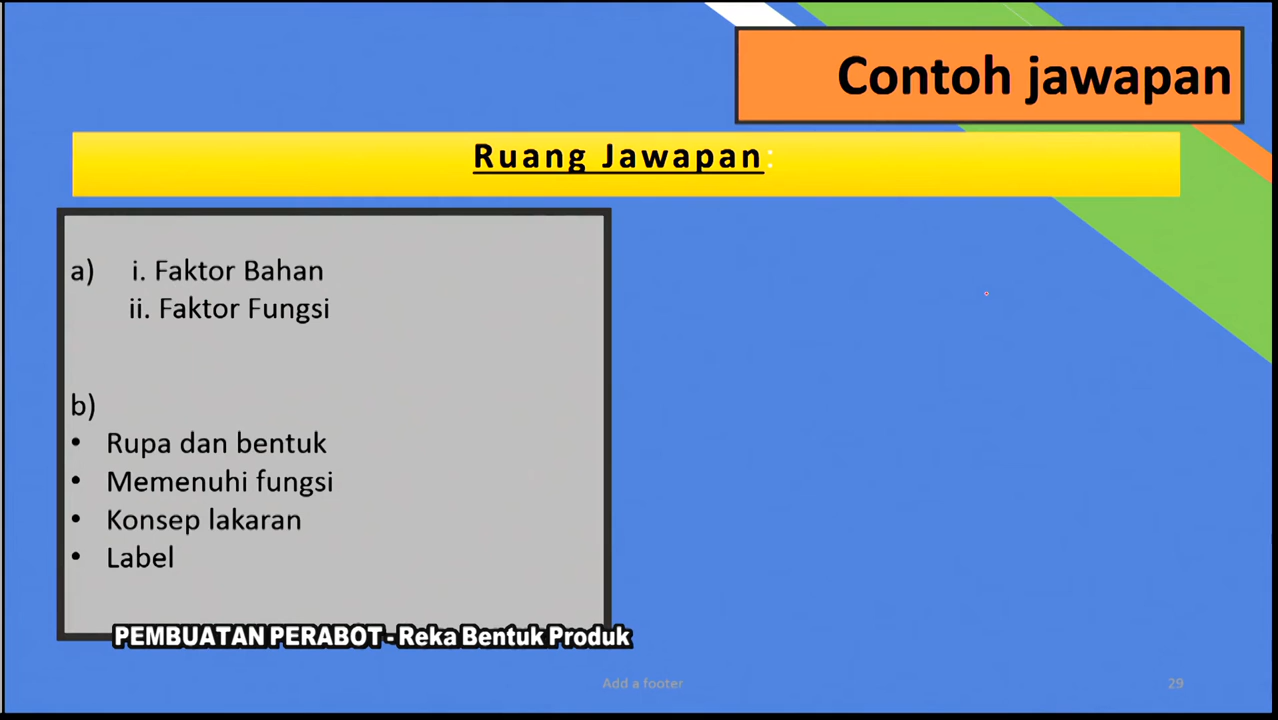 Contoh jawapan
Ruang Jawapan:
a) i. Faktor Bahan
ii. Faktor Fungsi
b)
• Rupa dan bentuk
• Memenuhi fungsi
• Konsep lakaran
• Label
PEMBUATAN PERABOT - Reka Bentuk Produk
Add a footer
29